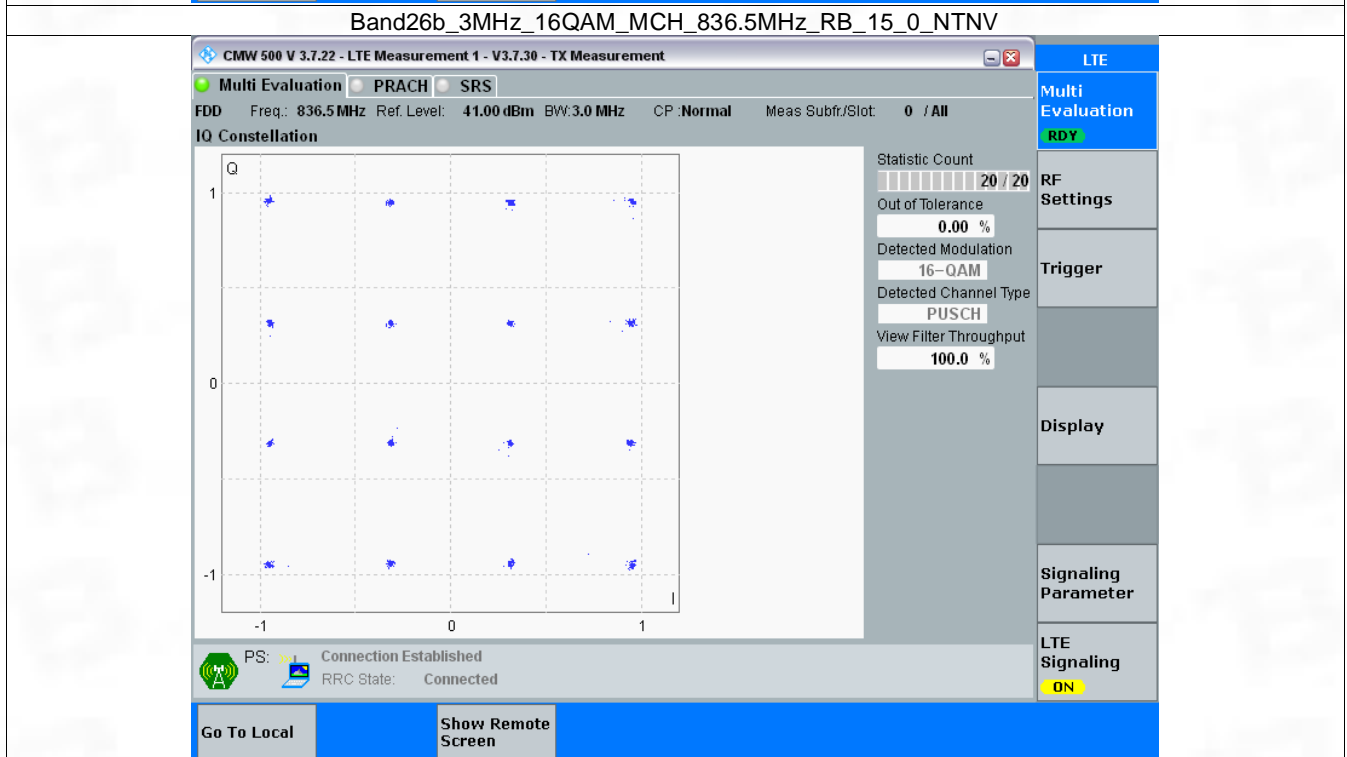 Band26b_3MHz_16QAM_MCH_836.5MHz_RB_15_0_NTNV
CMW 500 V 3.7.22 - LTE Measurement 1 - V3.7.30 - TX Measurement
LTE
Multi Evaluation PRACH SRS
Multi
Evaluation
RDY
FDD Freq.: 836.5 MHz Ref. Level: 41.00 dBm BW: 3.0 MHz CP : Normal Meas Subfr./Slot: 0 / All
IQ Constellation
Q
1
0
-1
I
-1 0 1
Statistic Count
20 / 20
Out of Tolerance
0.00 %
Detected Modulation
16-QAM
Detected Channel Type
PUSCH
View Filter Throughput
100.0 %
RF
Settings
Trigger
Display
Signaling
Parameter
LTE
Signaling
ON
PS: Connection Established
RRC State: Connected
Go To Local
Show Remote
Screen